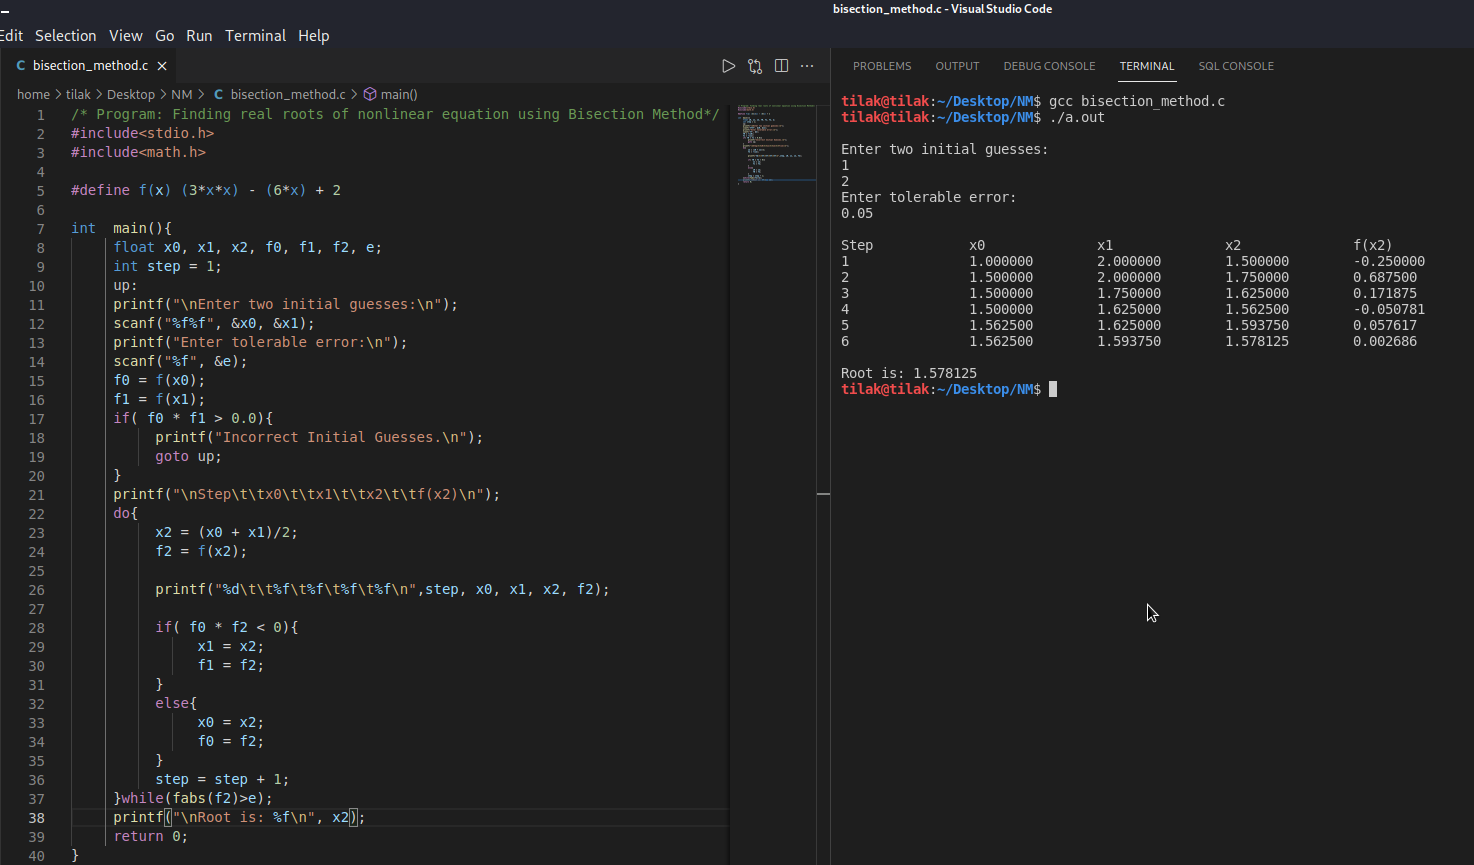 bisection_method.c - Visual Studio Code
Edit Selection View Go Run Terminal Help
C bisection_method.c
home > tilak > Desktop > NM > C bisection_method.c > main()
1 /* Program: Finding real roots of nonlinear equation using Bisection Method*/
2 #include<stdio.h>
3 #include<math.h>
4
5 #define f(x) (3*x*x) - (6*x) + 2
6
7 int  main(){
8 float x0, x1, x2, f0, f1, f2, e;
9 int step = 1;
10 up:
11 printf("\nEnter two initial guesses:\n");
12 scanf("%f%f", &x0, &x1);
13 printf("Enter tolerable error:\n");
14 scanf("%f", &e);
15 f0 = f(x0);
16 f1 = f(x1);
17 if( f0 * f1 > 0.0){
18 printf("Incorrect Initial Guesses.\n");
19 goto up;
20 }
21 printf("\nStep\t\tx0\t\tx1\t\tx2\t\tf(x2)\n");
22 do{
23 x2 = (x0 + x1)/2;
24 f2 = f(x2);
25
26 printf("%d\t\t%f\t%f\t%f\t%f\n",step, x0, x1, x2, f2);
27
28 if( f0 * f2 < 0){
29 x1 = x2;
30 f1 = f2;
31 }
32 else{
33 x0 = x2;
34 f0 = f2;
35 }
36 step = step + 1;
37 }while(fabs(f2)>e);
38 printf("\nRoot is: %f\n", x2);
39 return 0;
40 }
PROBLEMS OUTPUT DEBUG CONSOLE TERMINAL SQL CONSOLE
tilak@tilak:~/Desktop/NM$ gcc bisection_method.c
tilak@tilak:~/Desktop/NM$ ./a.out
Enter two initial guesses:
1
2
Enter tolerable error:
0.05
Step x0 x1 x2 f(x2)
1 1.000000 2.000000 1.500000 -0.250000
2 1.500000 2.000000 1.750000 0.687500
3 1.500000 1.750000 1.625000 0.171875
4 1.500000 1.625000 1.562500 -0.050781
5 1.562500 1.625000 1.593750 0.057617
6 1.562500 1.593750 1.578125 0.002686
Root is: 1.578125
tilak@tilak:~/Desktop/NM$